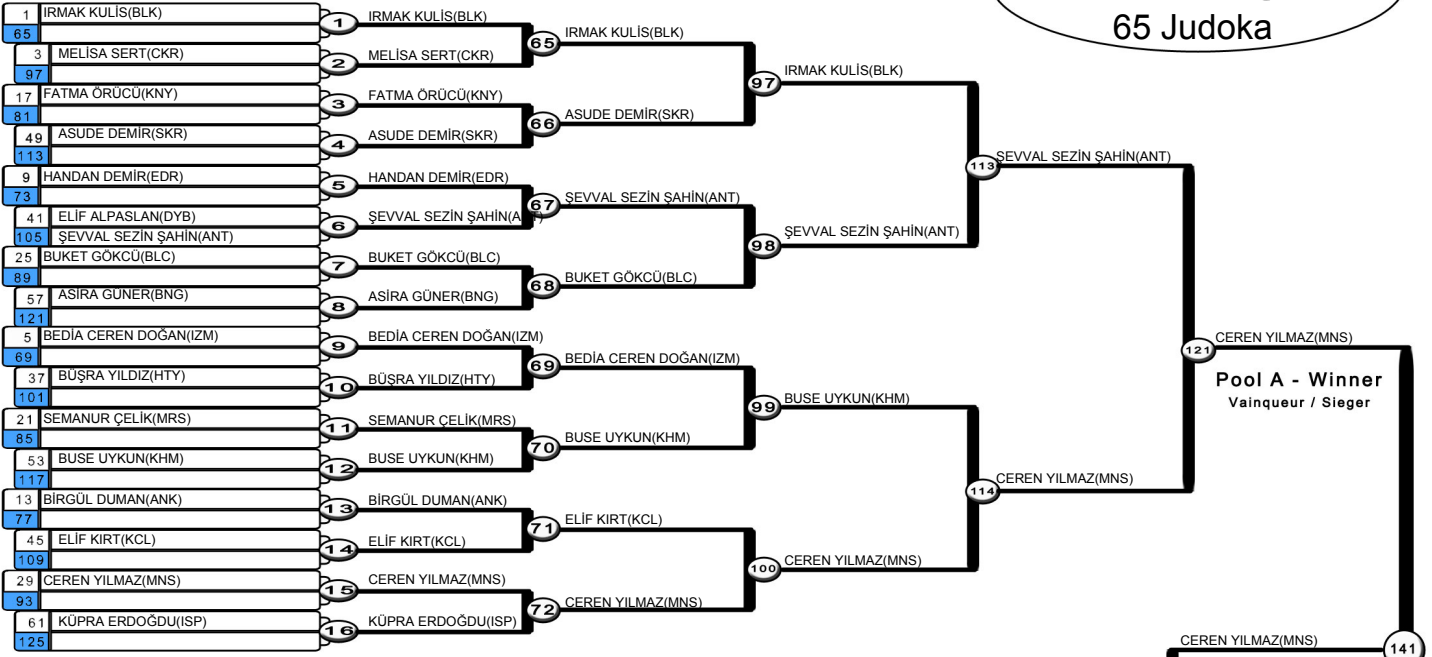 65 Judoka
1 IRMAK KULİS(BLK)
65
3 MELİSA SERT(CKR)
97
17 FATMA ÖRÜCÜ(KNY)
81
49 ASUDE DEMİR(SKR)
113
9 HANDAN DEMİR(EDR)
73
41 ELİF ALPASLAN(DYB)
105 ŞEVVAL SEZİN ŞAHİN(ANT)
25 BUKET GÖKCÜ(BLC)
89
57 ASİRA GÜNER(BNG)
121
5 BEDİA CEREN DOĞAN(IZM)
69
37 BÜŞRA YILDIZ(HTY)
101
21 SEMANUR ÇELİK(MRS)
85
53 BUSE UYKUN(KHM)
117
13 BİRGÜL DUMAN(ANK)
77
45 ELİF KIRT(KCL)
109
29 CEREN YILMAZ(MNS)
93
61 KÜPRA ERDOĞDU(ISP)
125
1 IRMAK KULİS(BLK)
2 MELİSA SERT(CKR)
3 FATMA ÖRÜCÜ(KNY)
4 ASUDE DEMİR(SKR)
5 HANDAN DEMİR(EDR)
6 ŞEVVAL SEZİN ŞAHİN(ANT)
7 BUKET GÖKCÜ(BLC)
8 ASİRA GÜNER(BNG)
9 BEDİA CEREN DOĞAN(IZM)
10 BÜŞRA YILDIZ(HTY)
11 SEMANUR ÇELİK(MRS)
12 BUSE UYKUN(KHM)
13 BİRGÜL DUMAN(ANK)
14 ELİF KIRT(KCL)
15 CEREN YILMAZ(MNS)
16 KÜPRA ERDOĞDU(ISP)
65 IRMAK KULİS(BLK)
66 ASUDE DEMİR(SKR)
67 ŞEVVAL SEZİN ŞAHİN(ANT)
68 BUKET GÖKCÜ(BLC)
69 BEDİA CEREN DOĞAN(IZM)
70 BUSE UYKUN(KHM)
71 ELİF KIRT(KCL)
72 CEREN YILMAZ(MNS)
97 IRMAK KULİS(BLK)
98 ŞEVVAL SEZİN ŞAHİN(ANT)
99 BUSE UYKUN(KHM)
100 CEREN YILMAZ(MNS)
113 ŞEVVAL SEZİN ŞAHİN(ANT)
114 CEREN YILMAZ(MNS)
121 CEREN YILMAZ(MNS)
Pool A - Winner
Vainqueur / Sieger
CEREN YILMAZ(MNS)
141